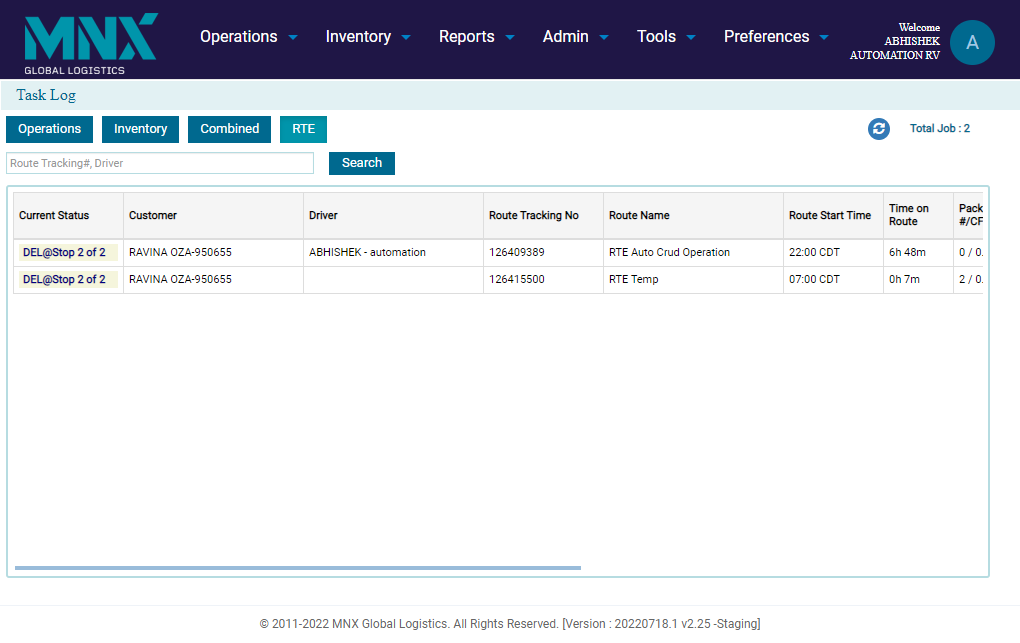 MNX
GLOBAL LOGISTICS
Operations Inventory Reports Admin Tools Preferences
Welcome
ABHISHEK
AUTOMATION RV
A
Task Log
Operations Inventory Combined RTE
Total Job : 2
Route Tracking#, Driver
Search
Current Status Customer Driver Route Tracking No Route Name Route Start Time Time on Route Pack #/CF
DEL@Stop 2 of 2 RAVINA OZA-950655 ABHISHEK - automation 126409389 RTE Auto Crud Operation 22:00 CDT 6h 48m 0 / 0.
DEL@Stop 2 of 2 RAVINA OZA-950655 126415500 RTE Temp 07:00 CDT 0h 7m 2 / 0.
© 2011-2022 MNX Global Logistics. All Rights Reserved. [Version : 20220718.1 v2.25 -Staging]